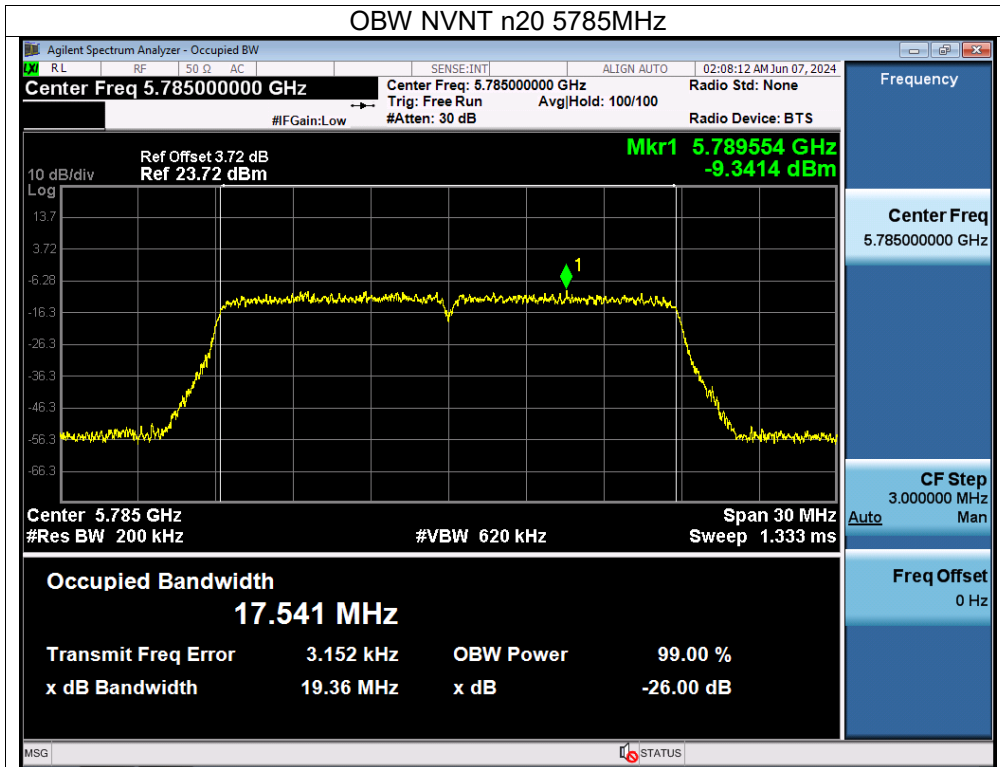 OBW NVNT n20 5785MHz
Agilent Spectrum Analyzer - Occupied BW
LXI RL RF 50 Ω AC SENSE:INT ALIGN AUTO 02:08:12 AM Jun 07, 2024
Center Freq 5.785000000 GHz Center Freq: 5.785000000 GHz Radio Std: None
Trig: Free Run Avg|Hold: 100/100
#IFGain:Low #Atten: 30 dB Radio Device: BTS
Mkr1 5.789554 GHz
-9.3414 dBm
Ref Offset 3.72 dB
10 dB/div Ref 23.72 dBm
Log
13.7
3.72
1
-6.28
-16.3
-26.3
-36.3
-46.3
-56.3
-66.3
Center 5.785 GHz Span 30 MHz
#Res BW 200 kHz #VBW 620 kHz Sweep 1.333 ms
Occupied Bandwidth
17.541 MHz
Transmit Freq Error 3.152 kHz OBW Power 99.00 %
x dB Bandwidth 19.36 MHz x dB -26.00 dB
MSG STATUS
Frequency
Center Freq
5.785000000 GHz
CF Step
3.000000 MHz
Auto Man
Freq Offset
0 Hz